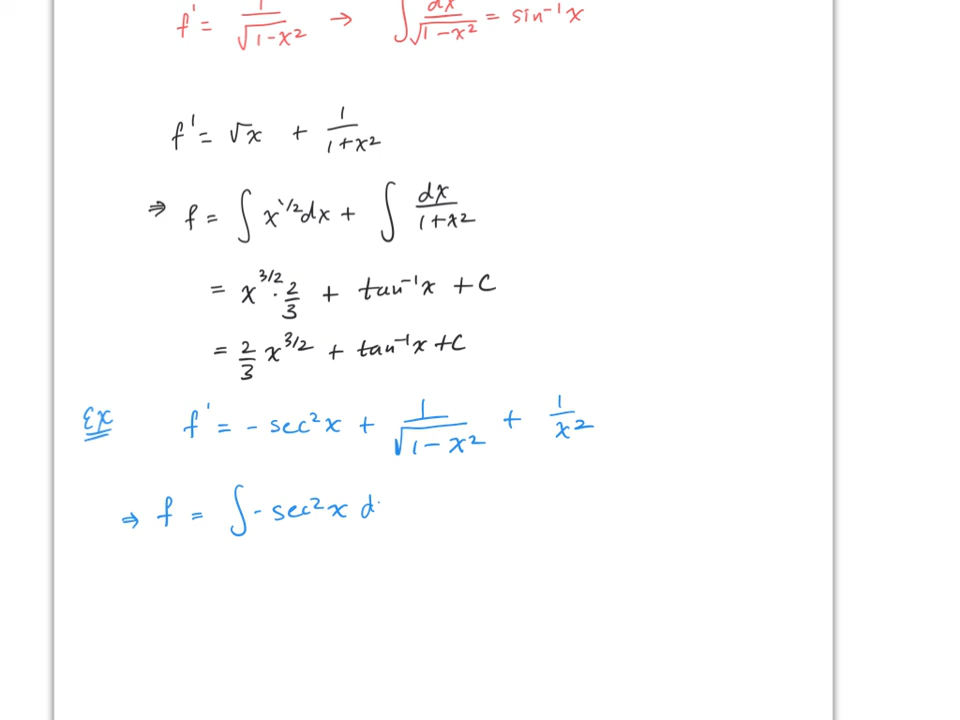 f' = 1/√(1-x²) → ∫ dx/√(1-x²) = sin⁻¹x
f' = √x + 1/(1+x²)
⇒ f = ∫ x^(1/2) dx + ∫ dx/(1+x²)
= x^(3/2) · 2/3 + tan⁻¹x + C
= 2/3 x^(3/2) + tan⁻¹x + C
Ex f' = - sec²x + 1/√(1-x²) + 1/x²
⇒ f = ∫ - sec²x d